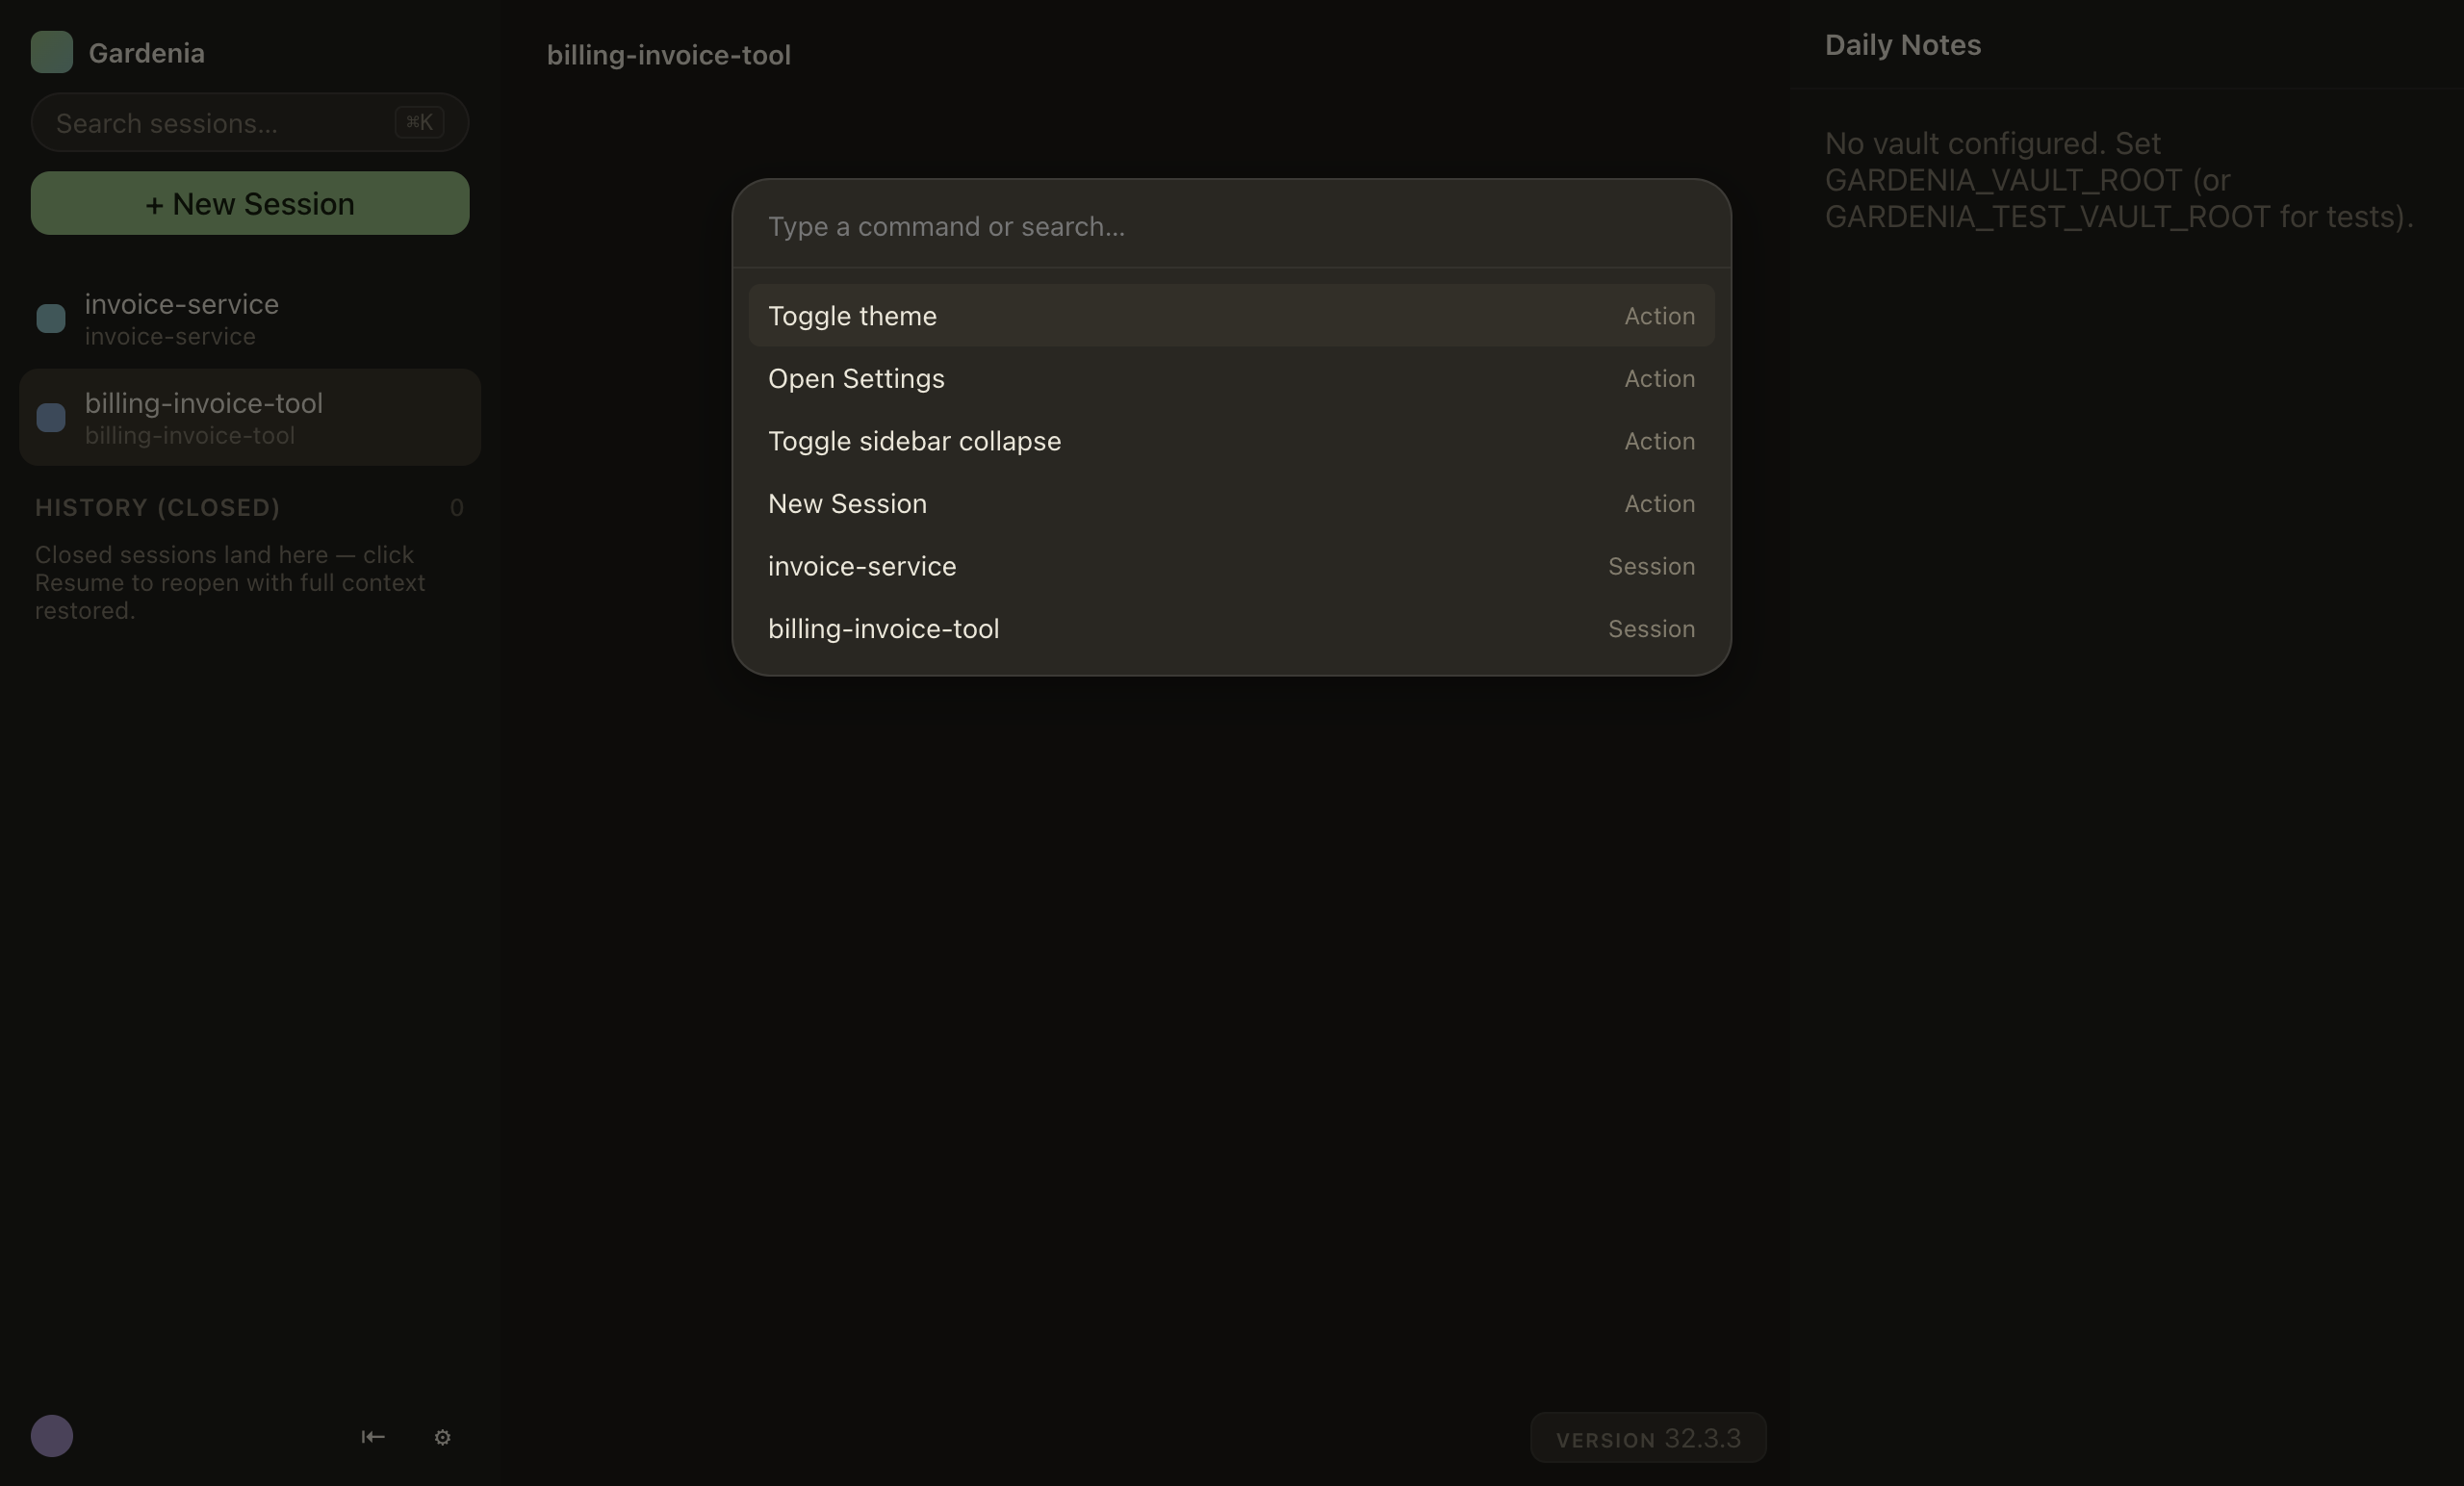 Gardenia
Search sessions...
⌘K
+ New Session
invoice-service
invoice-service
billing-invoice-tool
billing-invoice-tool
HISTORY (CLOSED)
0
Closed sessions land here — click
Resume to reopen with full context
restored.
billing-invoice-tool
Type a command or search...
Toggle theme
Action
Open Settings
Action
Toggle sidebar collapse
Action
New Session
Action
invoice-service
Session
billing-invoice-tool
Session
VERSION 32.3.3
Daily Notes
No vault configured. Set
GARDENIA_VAULT_ROOT (or
GARDENIA_TEST_VAULT_ROOT for tests).